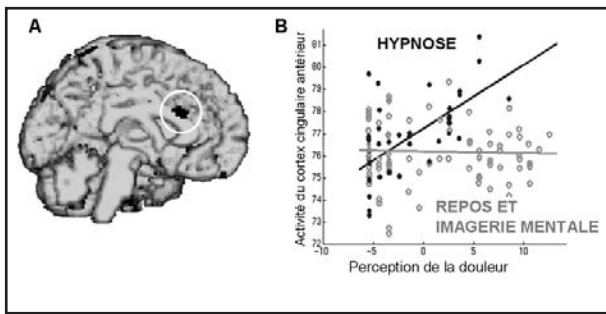 A
B
HYPNOSE
Activité du cortex cingulaire antérieur
81
80
79
78
77
76
75
74
73
72
REPOS ET
IMAGERIE MENTALE
-10
-5
0
5
10
Perception de la douleur